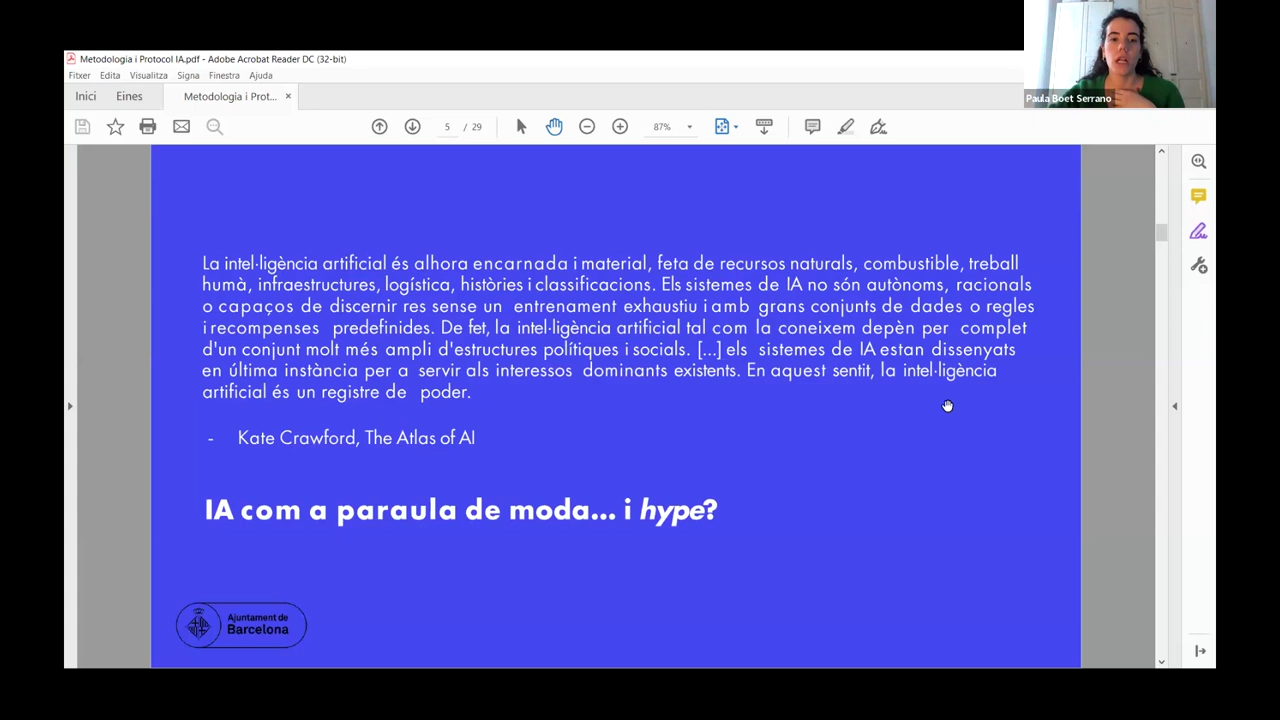 Metodologia i Protocol IA.pdf - Adobe Acrobat Reader DC (32-bit)
Fitxer Edita Visualitza Signa Finestra Ajuda
Inici Eines Metodologia i Prot... ×
5 / 29 87%
Paula Boet Serrano
La intel·ligència artificial és alhora encarnada i material, feta de recursos naturals, combustible, treball
humà, infraestructures, logística, històries i classificacions. Els sistemes de IA no són autònoms, racionals
o capaços de discernir res sense un entrenament exhaustiu i amb grans conjunts de dades o regles
i recompenses predefinides. De fet, la intel·ligència artificial tal com la coneixem depèn per complet
d'un conjunt molt més ampli d'estructures polítiques i socials. [...] els sistemes de IA estan dissenyats
en última instància per a servir als interessos dominants existents. En aquest sentit, la intel·ligència
artificial és un registre de poder.
- Kate Crawford, The Atlas of AI
IA com a paraula de moda... i hype?
Ajuntament de
Barcelona